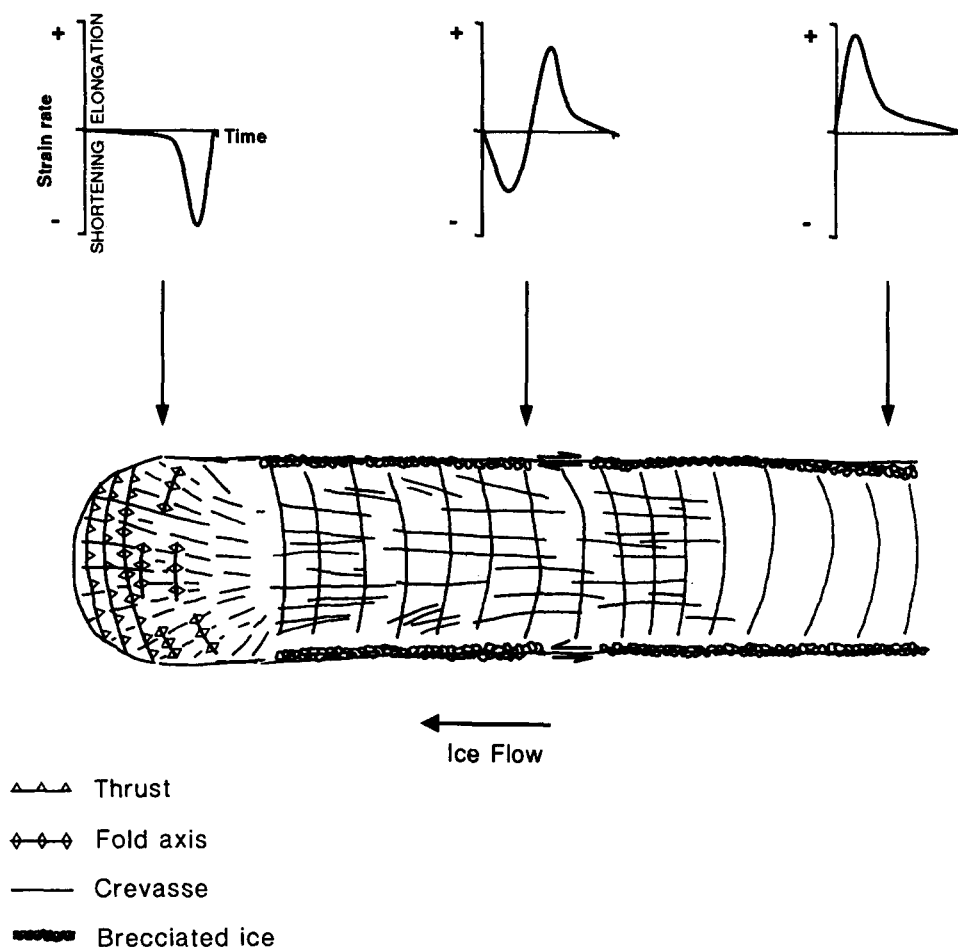 +
+
+
Strain rate
SHORTENING ELONGATION
Time
-
-
-
Ice Flow
Thrust
Fold axis
Crevasse
Brecciated ice